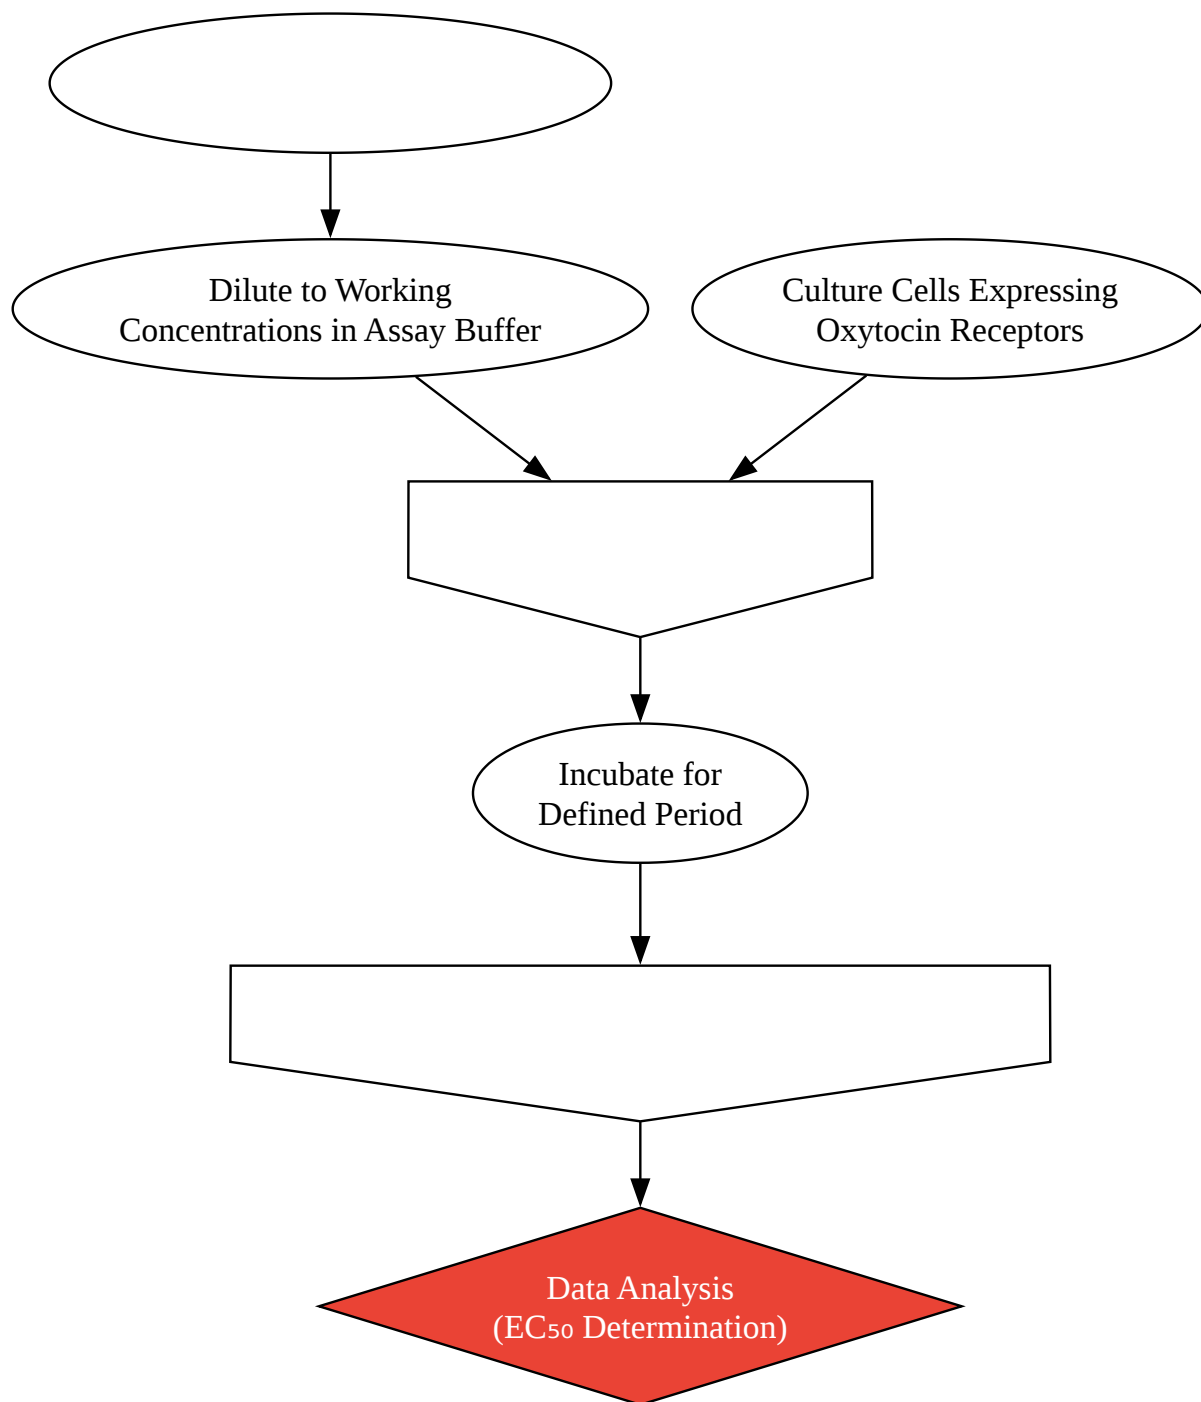 Dilute to Working
Concentrations in Assay Buffer
Culture Cells Expressing
Oxytocin Receptors
Incubate for
Defined Period
Data Analysis
(EC₅₀ Determination)